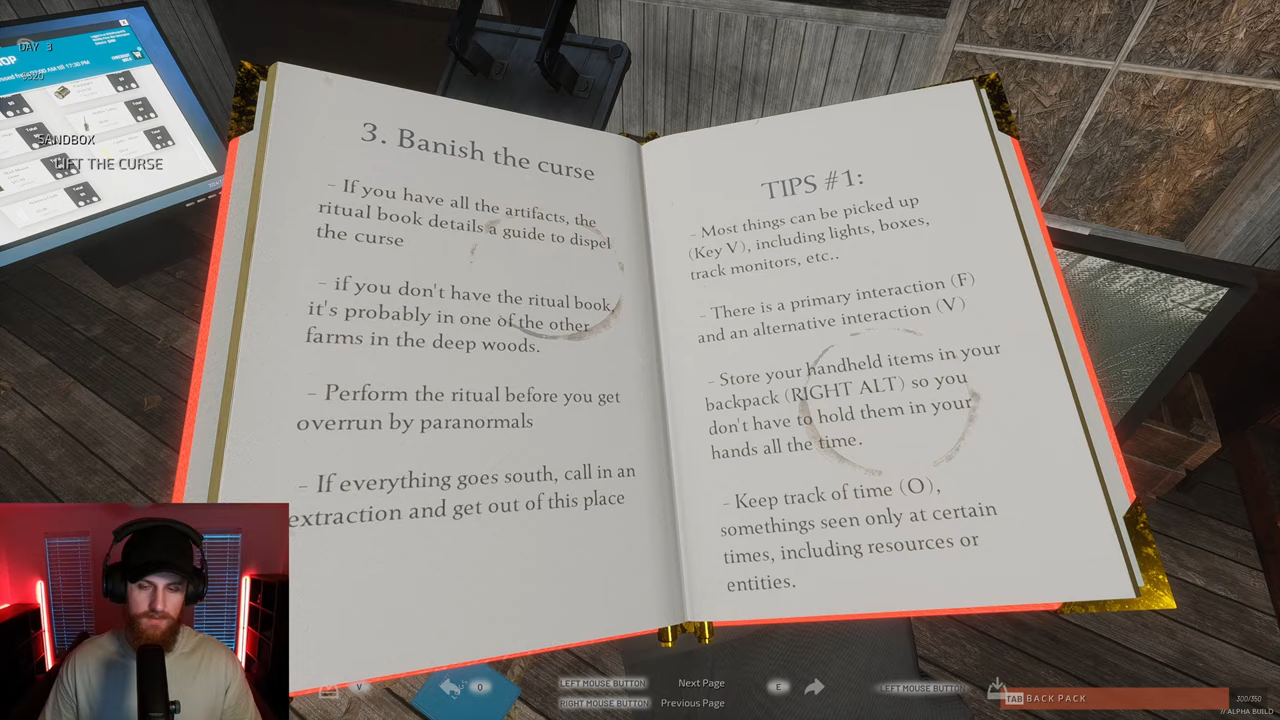 DAY 3
SANDBOX
LIFT THE CURSE
3. Banish the curse
- If you have all the artifacts, the
ritual book details a guide to dispel
the curse
- if you don't have the ritual book,
it's probably in one of the other
farms in the deep woods.
- Perform the ritual before you get
overrun by paranormals
- If everything goes south, call in an
extraction and get out of this place
TIPS #1:
- Most things can be picked up
(Key V), including lights, boxes,
track monitors, etc..
- There is a primary interaction (F)
and an alternative interaction (V)
- Store your handheld items in your
backpack (RIGHT ALT) so you
don't have to hold them in your
hands all the time.
- Keep track of time (O),
somethings seen only at certain
times, including resources or
entities.
V
Q
LEFT MOUSE BUTTON Next Page
RIGHT MOUSE BUTTON Previous Page
E
LEFT MOUSE BUTTON
TAB BACKPACK
300/350
// ALPHA BUILD